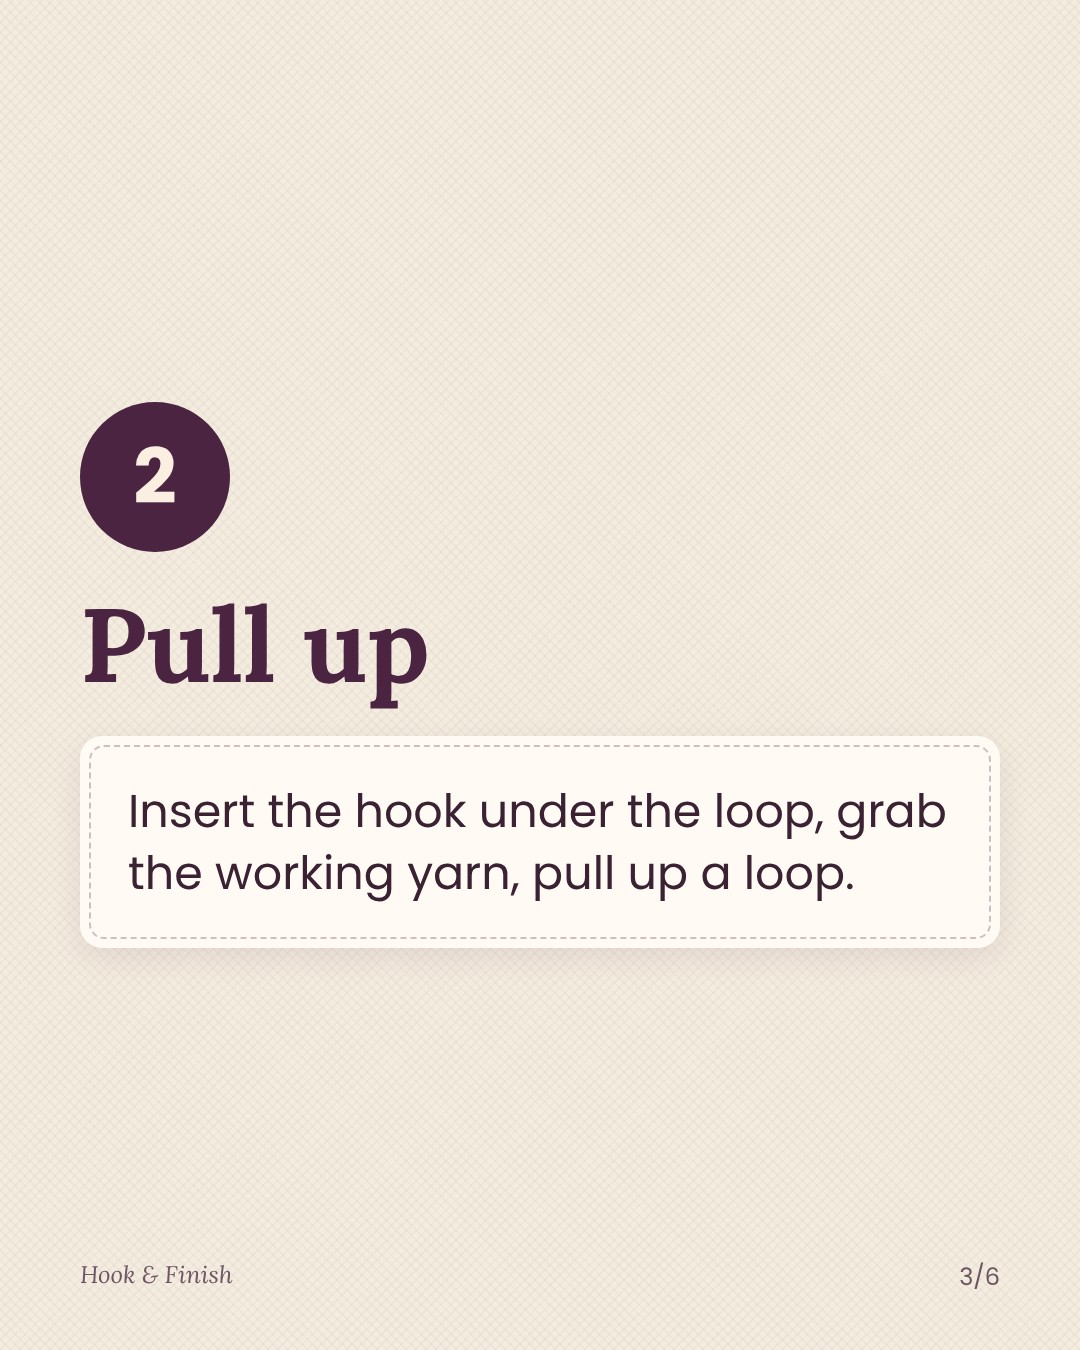 2
Pull up
Insert the hook under the loop, grab
the working yarn, pull up a loop.
Hook & Finish
3/6